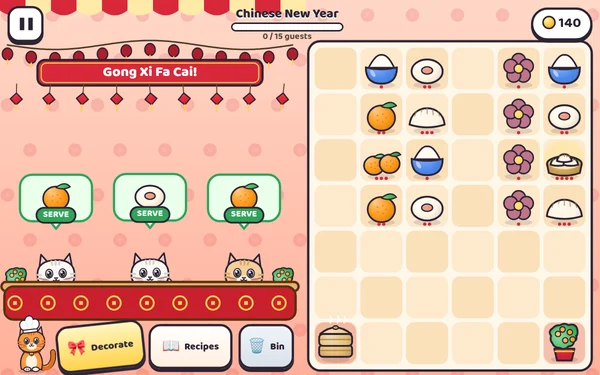 Chinese New Year
0 / 15 guests
140
Gong Xi Fa Cai!
SERVE
SERVE
SERVE
Decorate
Recipes
Bin